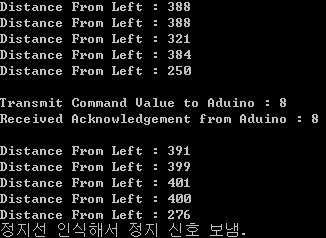 Distance From Left : 388
Distance From Left : 388
Distance From Left : 321
Distance From Left : 384
Distance From Left : 250
Transmit Command Value to Aduino : 8
Received Acknowledgement from Aduino : 8
Distance From Left : 391
Distance From Left : 399
Distance From Left : 401
Distance From Left : 400
Distance From Left : 276
정지선 인식해서 정지 신호 보냄.